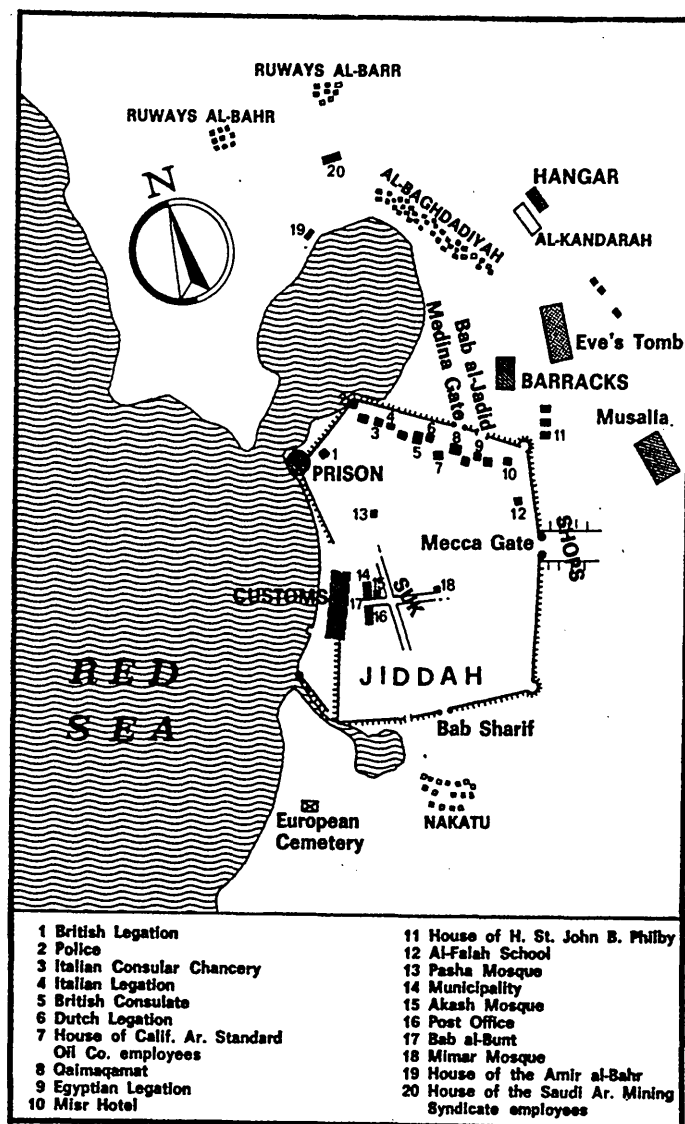 RUWAYS AL-BARR
RUWAYS AL-BAHR
N
20
HANGAR
AL-BAGHDADIYAH
AL-KANDARAH
19
Eve's Tomb
Bab al-Jadid
Medina Gate
BARRACKS
Musalla
3
4
5
6
7
8
9
10
11
1
PRISON
12
13
Mecca Gate
SHOPS
14
15
CUSTOMS
17
16
SUK
18
RED
SEA
JIDDAH
Bab Sharif
European
Cemetery
NAKATU
1 British Legation
2 Police
3 Italian Consular Chancery
4 Italian Legation
5 British Consulate
6 Dutch Legation
7 House of Calif. Ar. Standard
Oil Co. employees
8 Qaimaqamat
9 Egyptian Legation
10 Misr Hotel
11 House of H. St. John B. Philby
12 Al-Falah School
13 Pasha Mosque
14 Municipality
15 Akash Mosque
16 Post Office
17 Bab al-Bunt
18 Mimar Mosque
19 House of the Amir al-Bahr
20 House of the Saudi Ar. Mining
Syndicate employees